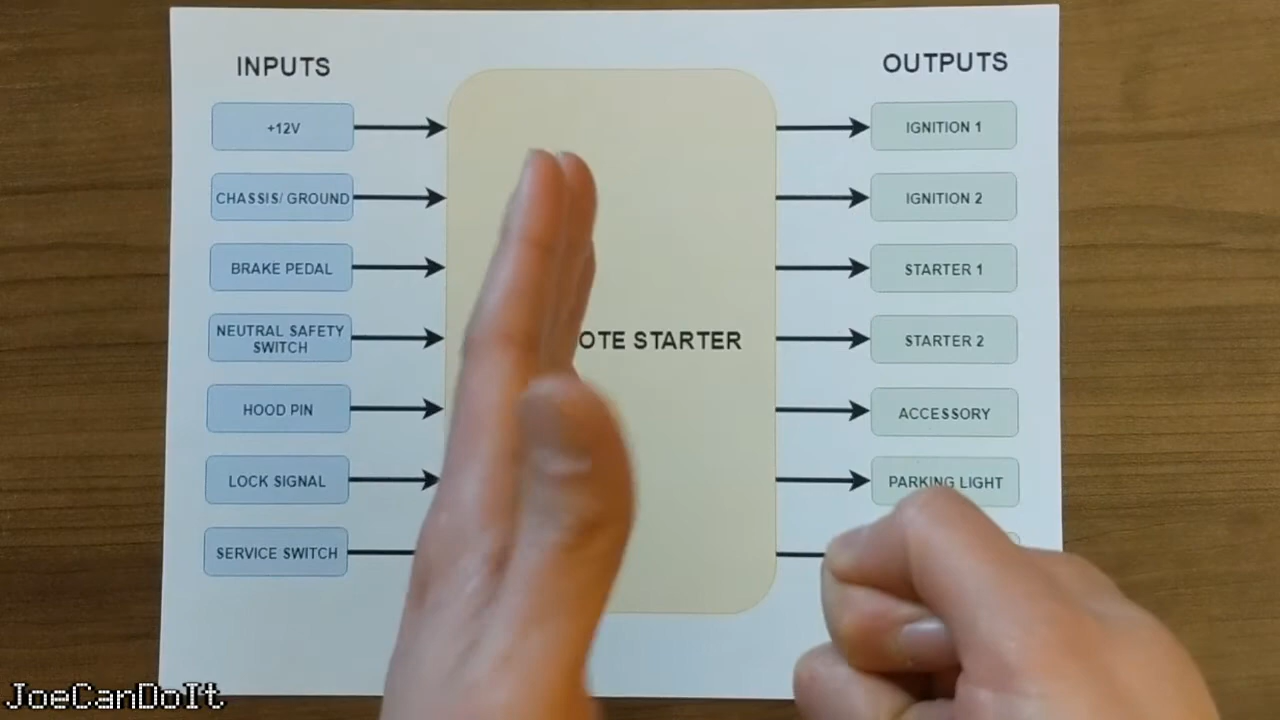 INPUTS
OUTPUTS
+12V
IGNITION 1
CHASSIS/ GROUND
IGNITION 2
BRAKE PEDAL
STARTER 1
NEUTRAL SAFETY
SWITCH
OTE STARTER
STARTER 2
HOOD PIN
ACCESSORY
LOCK SIGNAL
PARKING LIGHT
SERVICE SWITCH
JoeCanDoIt